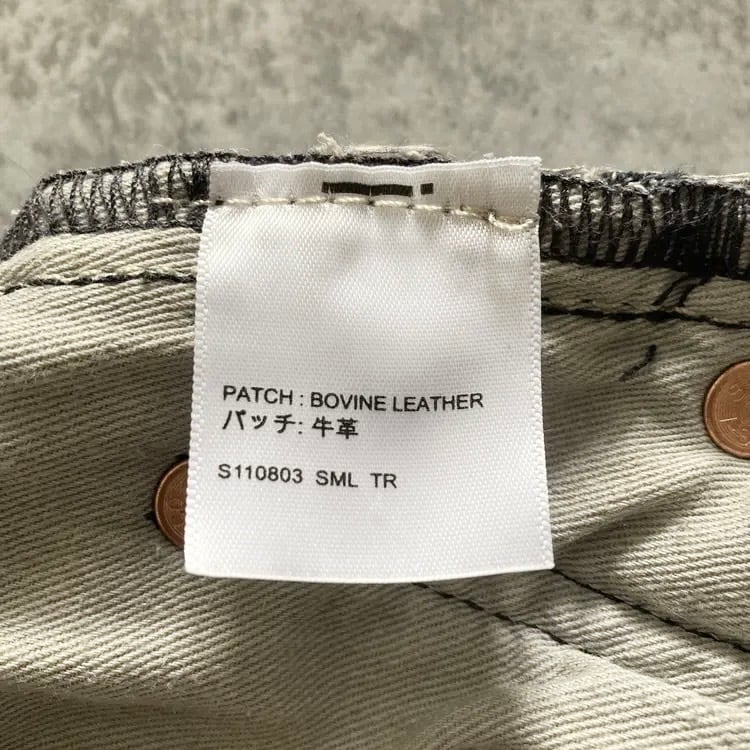 PATCH : BOVINE LEATHER
パッチ: 牛革
S110803 SML TR